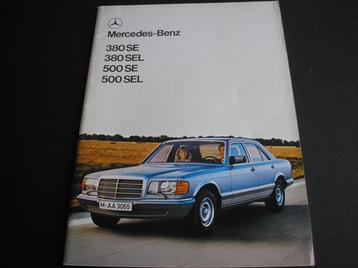 Mercedes-Benz
380 SE
380 SEL
500 SE
500 SEL
M-AA 3065